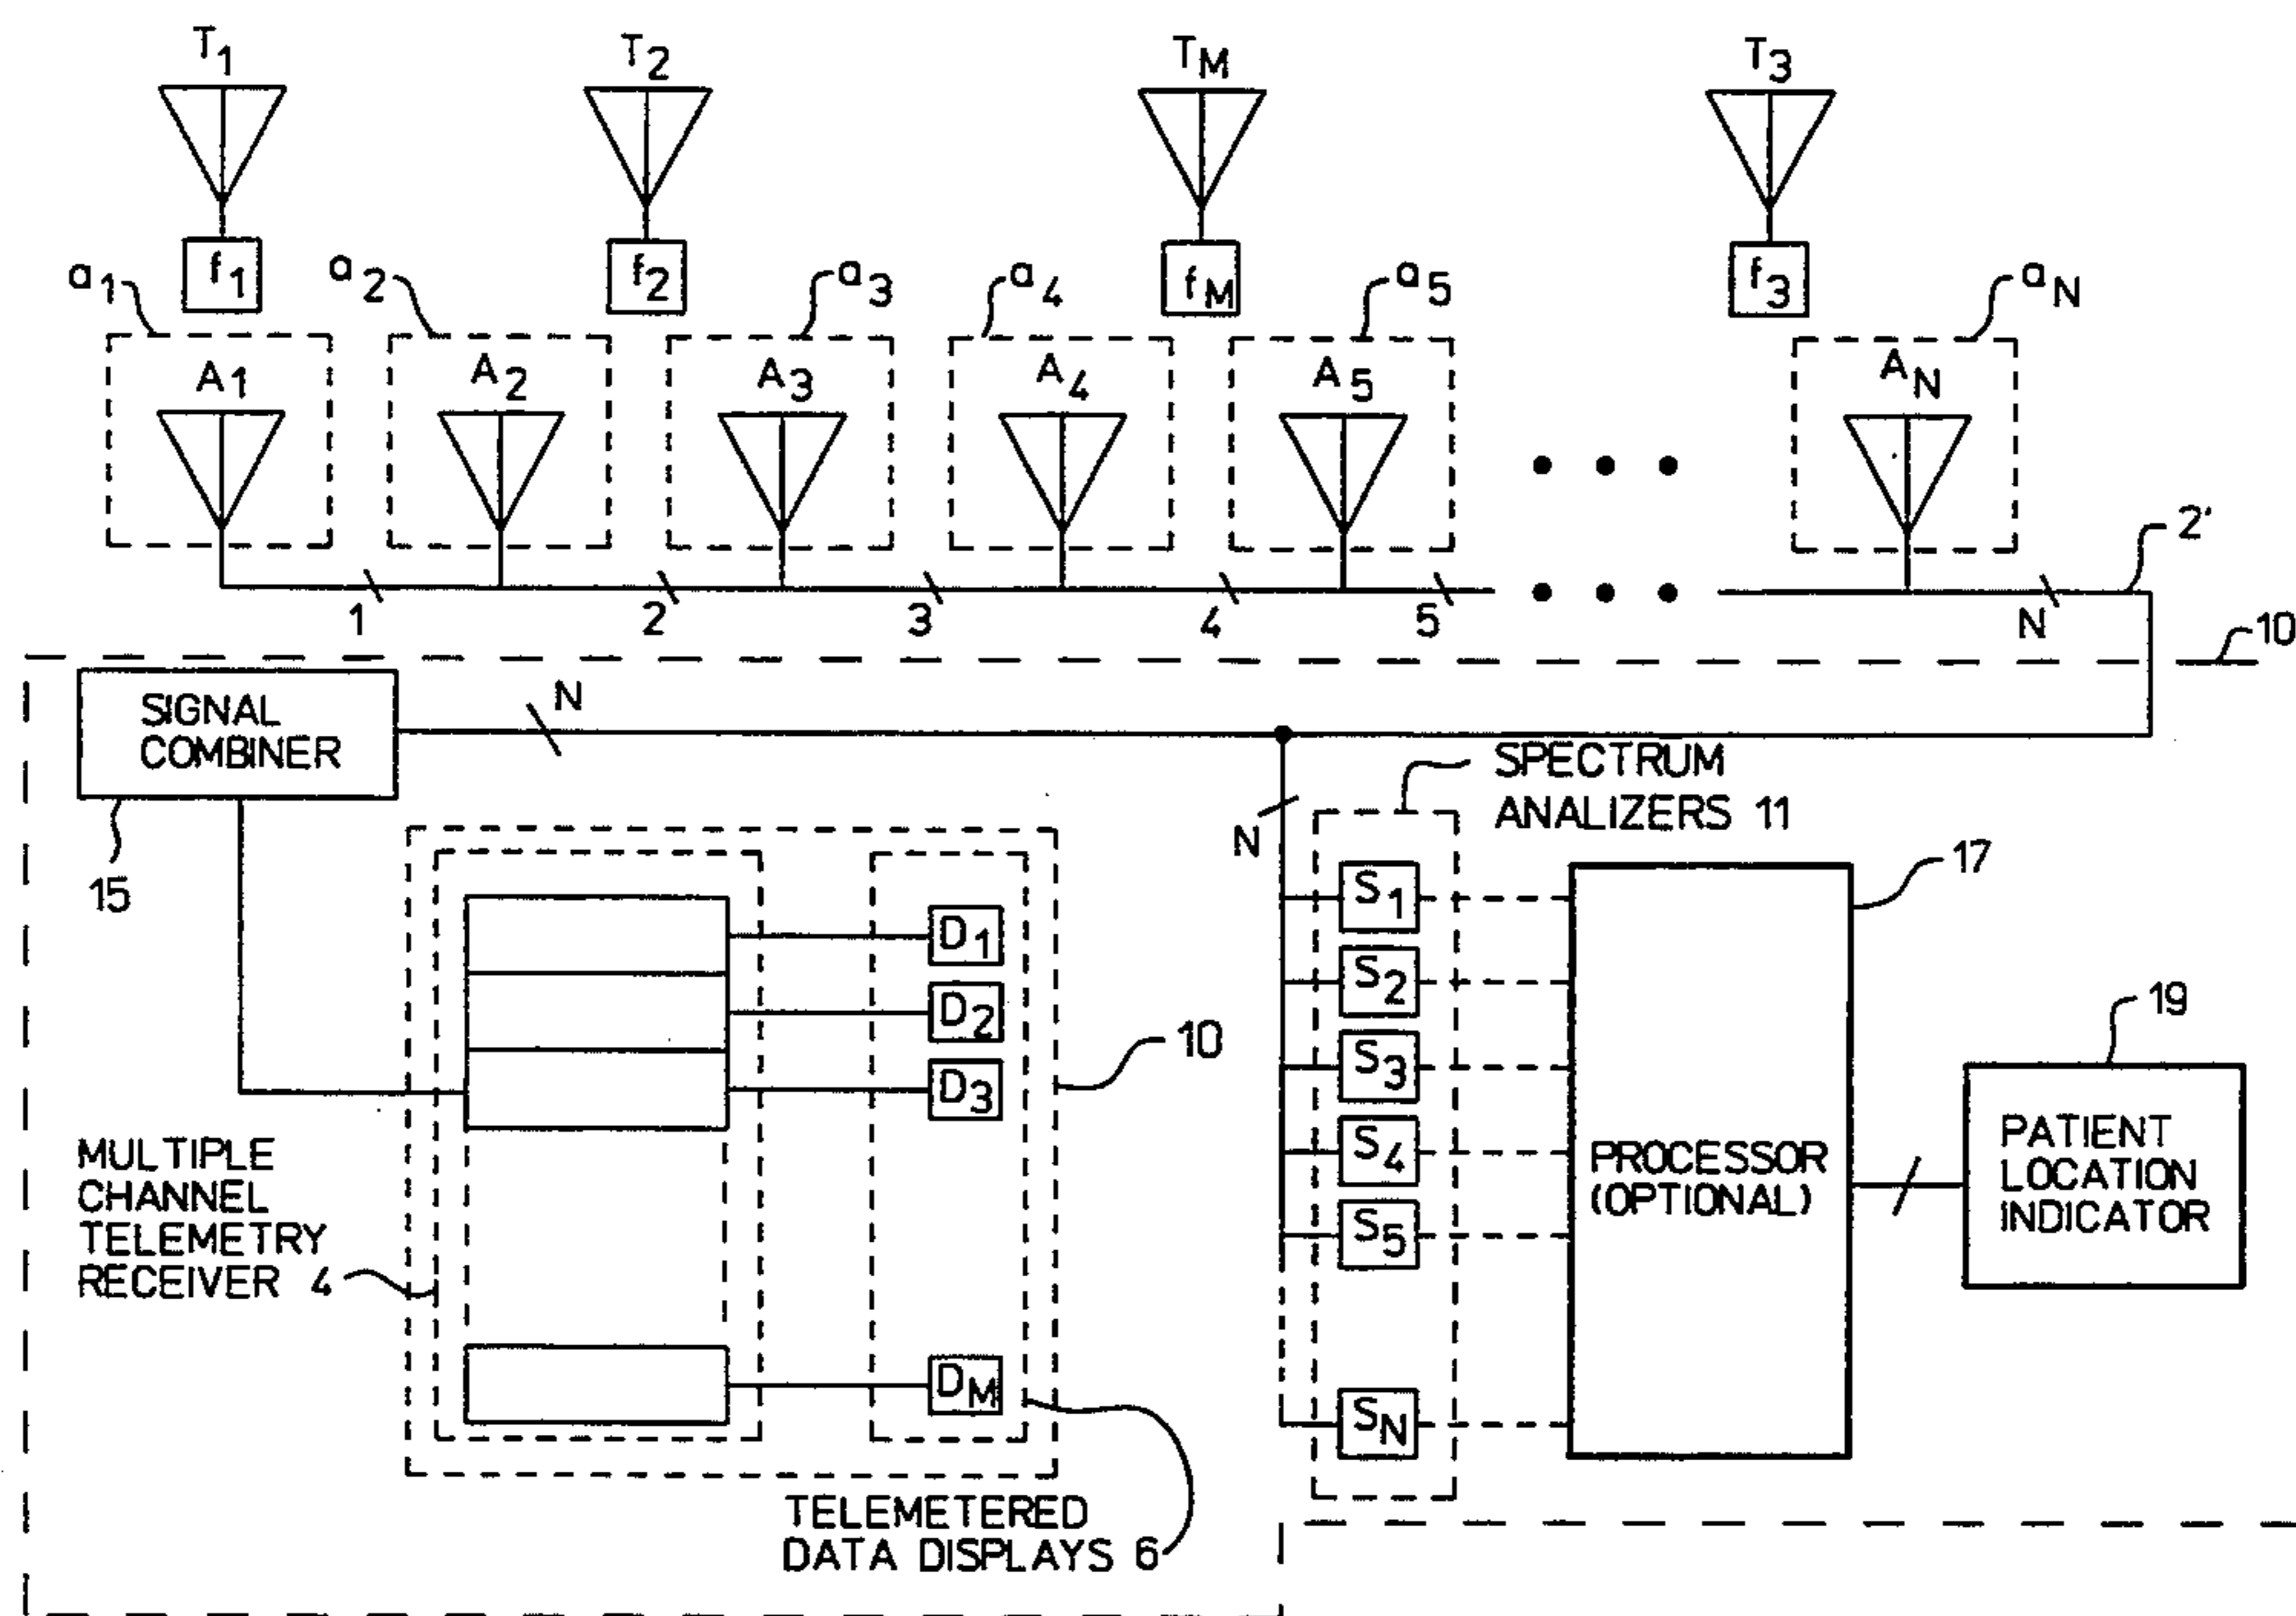 T1 T2 TM T3
f1 f2 fM f3
a1 a2 a3 a4 a5 aN
A1 A2 A3 A4 A5 AN
2'
1 2 3 4 5 N
10
SIGNAL
COMBINER
N
15
SPECTRUM
ANALIZERS 11
N
17
S1
S2
S3
S4
S5
SN
PROCESSOR
(OPTIONAL)
19
PATIENT
LOCATION
INDICATOR
D1
D2
D3
DM
10
MULTIPLE
CHANNEL
TELEMETRY
RECEIVER 4
TELEMETERED
DATA DISPLAYS 6